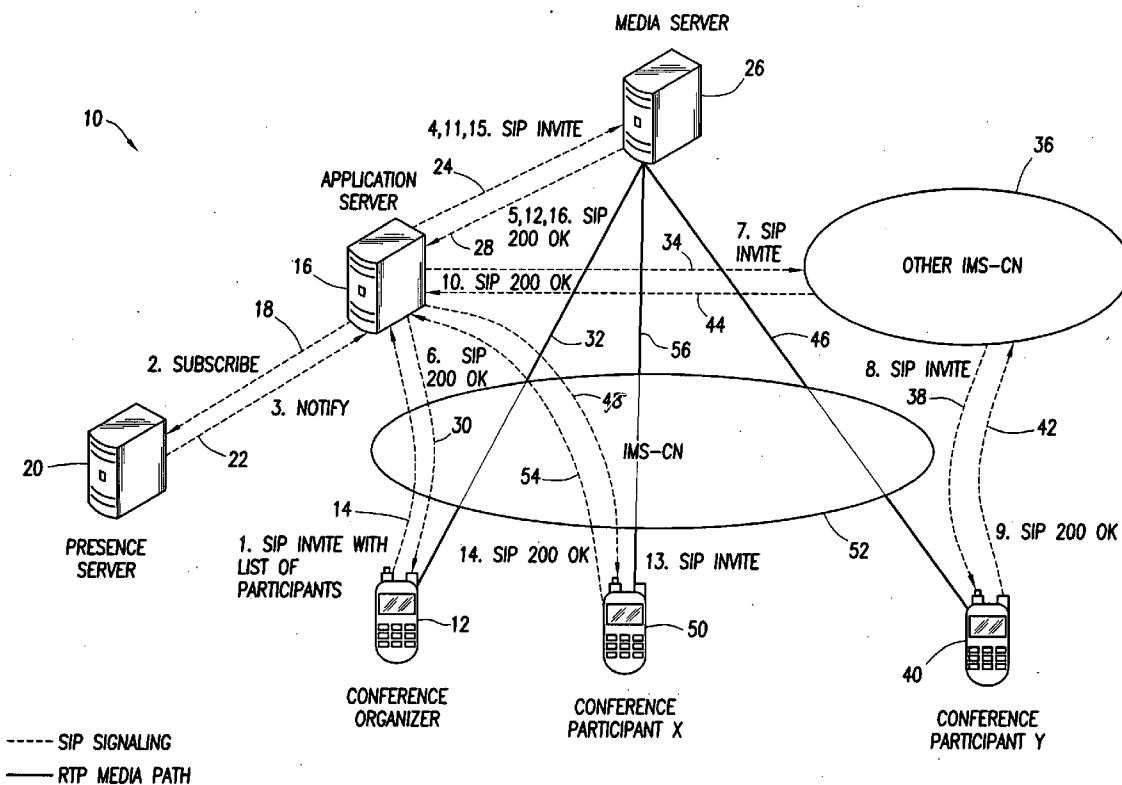 MEDIA SERVER
26
10
4,11,15. SIP INVITE
24
36
APPLICATION
SERVER
5,12,16. SIP
200 OK
28
7. SIP
INVITE
34
OTHER IMS-CN
16
10. SIP 200 OK
44
18
32
56
46
2. SUBSCRIBE
6. SIP
200 OK
8. SIP INVITE
38
48
42
3. NOTIFY
30
20
22
IMS-CN
54
14
52
9. SIP 200 OK
PRESENCE
SERVER
1. SIP INVITE WITH
LIST OF
PARTICIPANTS
14. SIP 200 OK
13. SIP INVITE
12
50
40
CONFERENCE
ORGANIZER
CONFERENCE
PARTICIPANT X
CONFERENCE
PARTICIPANT Y
SIP SIGNALING
RTP MEDIA PATH